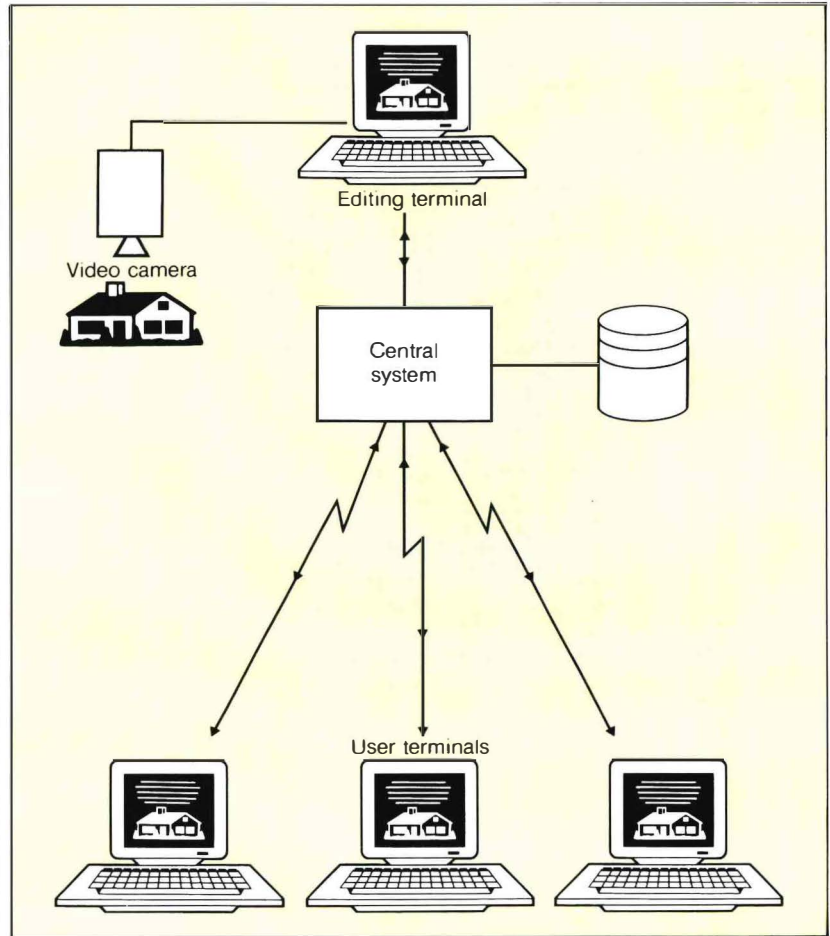 Editing terminal
Video camera
Central
system
User terminals